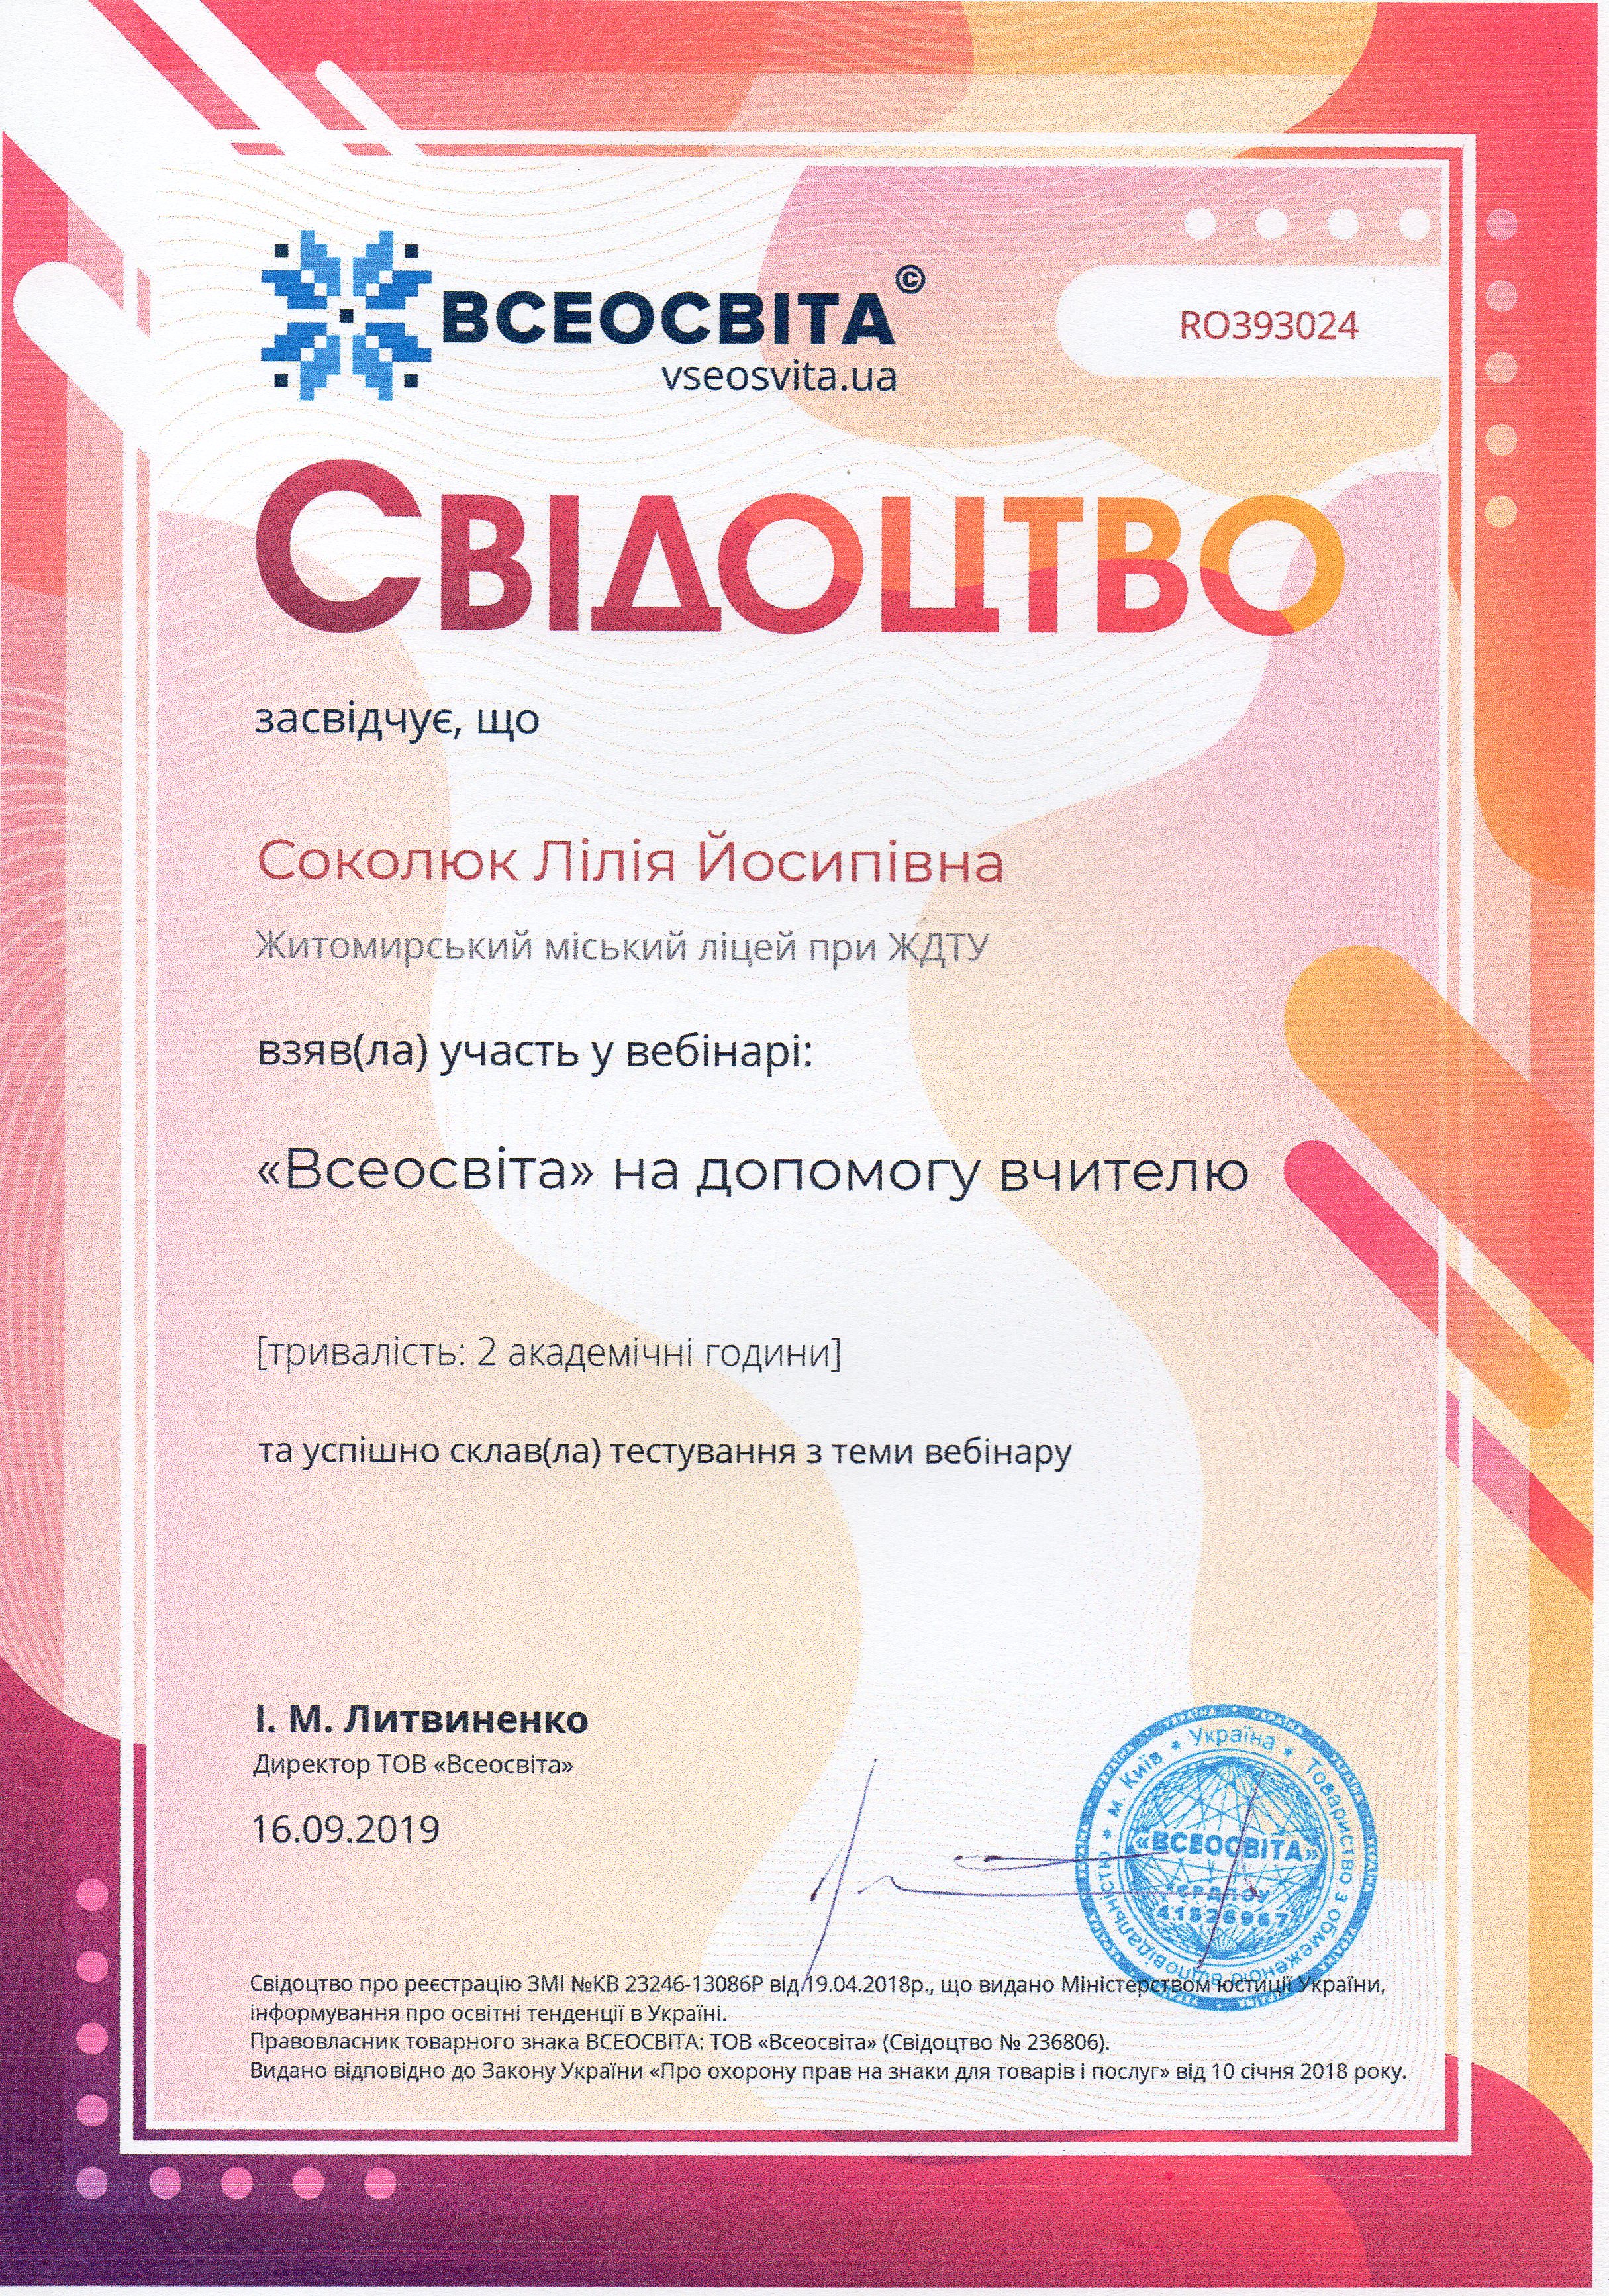 ВСЕОСВІТА©
vseosvita.ua
RO393024
СВІДОЦТВО
засвідчує, що
Соколюк Лілія Йосипівна
Житомирський міський ліцей при ЖДТУ
взяв(ла) участь у вебінарі:
«Всеосвіта» на допомогу вчителю
[тривалість: 2 академічні години]
та успішно склав(ла) тестування з теми вебінару
І. М. Литвиненко
Директор ТОВ «Всеосвіта»
16.09.2019
Україна * Товариство з обмеженою відповідальністю * м. Київ *
«ВСЕОСВІТА»
ЄРДПОУ
41526967
Свідоцтво про реєстрацію ЗМІ №КВ 23246-13086Р від 19.04.2018р., що видано Міністерством юстиції України,
інформування про освітні тенденції в Україні.
Правовласник товарного знака ВСЕОСВІТА: ТОВ «Всеосвіта» (Свідоцтво № 236806).
Видано відповідно до Закону України «Про охорону прав на знаки для товарів і послуг» від 10 січня 2018 року.